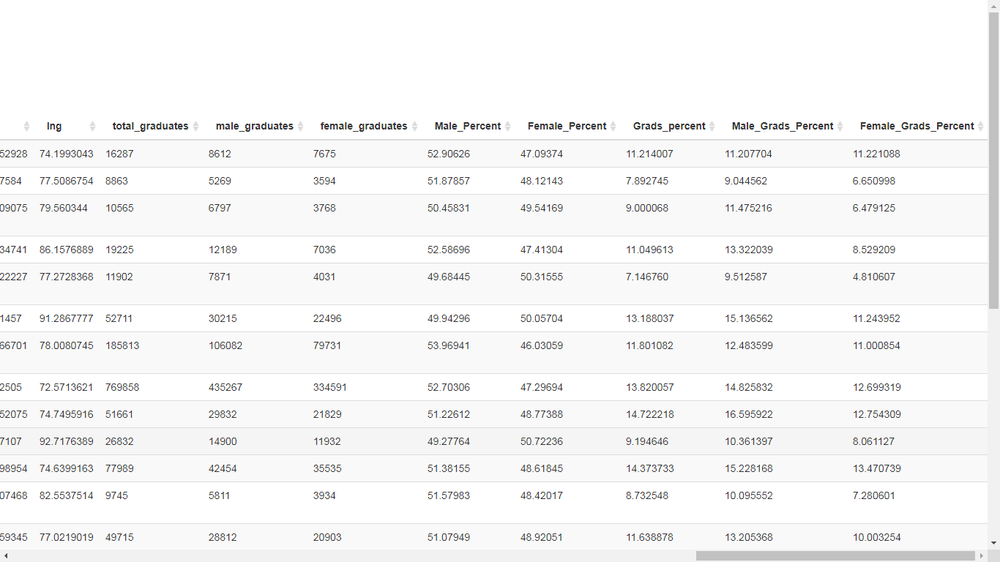 lng total_graduates male_graduates female_graduates Male_Percent Female_Percent Grads_percent Male_Grads_Percent Female_Grads_Percent
52928 74.1993043 16287 8612 7675 52.90626 47.09374 11.214007 11.207704 11.221088
7584 77.5086754 8863 5269 3594 51.87857 48.12143 7.892745 9.044562 6.650998
09075 79.560344 10565 6797 3768 50.45831 49.54169 9.000068 11.475216 6.479125
34741 86.1576889 19225 12189 7036 52.58696 47.41304 11.049613 13.322039 8.529209
22227 77.2728368 11902 7871 4031 49.68445 50.31555 7.146760 9.512587 4.810607
1457 91.2867777 52711 30215 22496 49.94296 50.05704 13.188037 15.136562 11.243952
66701 78.0080745 185813 106082 79731 53.96941 46.03059 11.801082 12.483599 11.000854
2505 72.5713621 769858 435267 334591 52.70306 47.29694 13.820057 14.825832 12.699319
52075 74.7495916 51661 29832 21829 51.22612 48.77388 14.722218 16.595922 12.754309
7107 92.7176389 26832 14900 11932 49.27764 50.72236 9.194646 10.361397 8.061127
98954 74.6399163 77989 42454 35535 51.38155 48.61845 14.373733 15.228168 13.470739
07468 82.5537514 9745 5811 3934 51.57983 48.42017 8.732548 10.095552 7.280601
59345 77.0219019 49715 28812 20903 51.07949 48.92051 11.638878 13.205368 10.003254